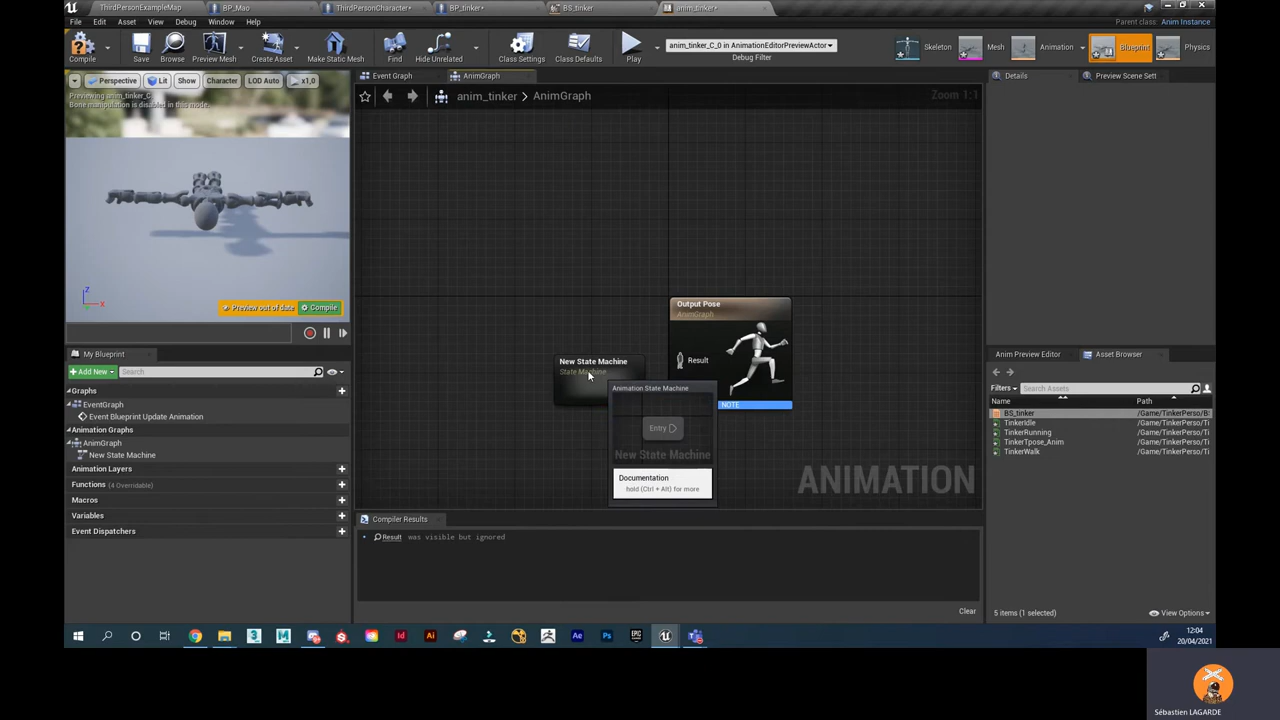 ThirdPersonExampleMap
BP_Mao
ThirdPersonCharacter*
BP_tinker*
BS_tinker
anim_tinker*
File
Edit
Asset
View
Debug
Window
Help
Parent class: Anim Instance
Compile
Save
Browse
Preview Mesh
Create Asset
Make Static Mesh
Find
Hide Unrelated
Class Settings
Class Defaults
Play
anim_tinker_C_0 in AnimationEditorPreviewActor
Debug Filter
Skeleton
Mesh
Animation
Blueprint
Physics
Perspective
Lit
Show
Character
LOD Auto
x1,0
Previewing anim_tinker_C.
Bone manipulation is disabled in this mode.
Z
X
Preview out of date
Compile
Event Graph
AnimGraph
anim_tinker > AnimGraph
Zoom 1:1
Output Pose
AnimGraph
Result
NOTE
New State Machine
State Machine
Animation State Machine
Entry
New State Machine
Documentation
hold (Ctrl + Alt) for more
ANIMATION
My Blueprint
+Add New
Search
Graphs
EventGraph
Event Blueprint Update Animation
Animation Graphs
AnimGraph
New State Machine
Animation Layers
Functions (4 Overridable)
Macros
Variables
Event Dispatchers
Compiler Results
Result was visible but ignored
Clear
Details
Preview Scene Sett
Anim Preview Editor
Asset Browser
Filters
Search Assets
Name
Path
BS_tinker /Game/TinkerPerso/B
TinkerIdle /Game/TinkerPerso/Ti
TinkerRunning /Game/TinkerPerso/Ti
TinkerTpose_Anim /Game/TinkerPerso/Ti
TinkerWalk /Game/TinkerPerso/Ti
5 items (1 selected)
View Options
12:04
20/04/2021
Sébastien LAGARDE